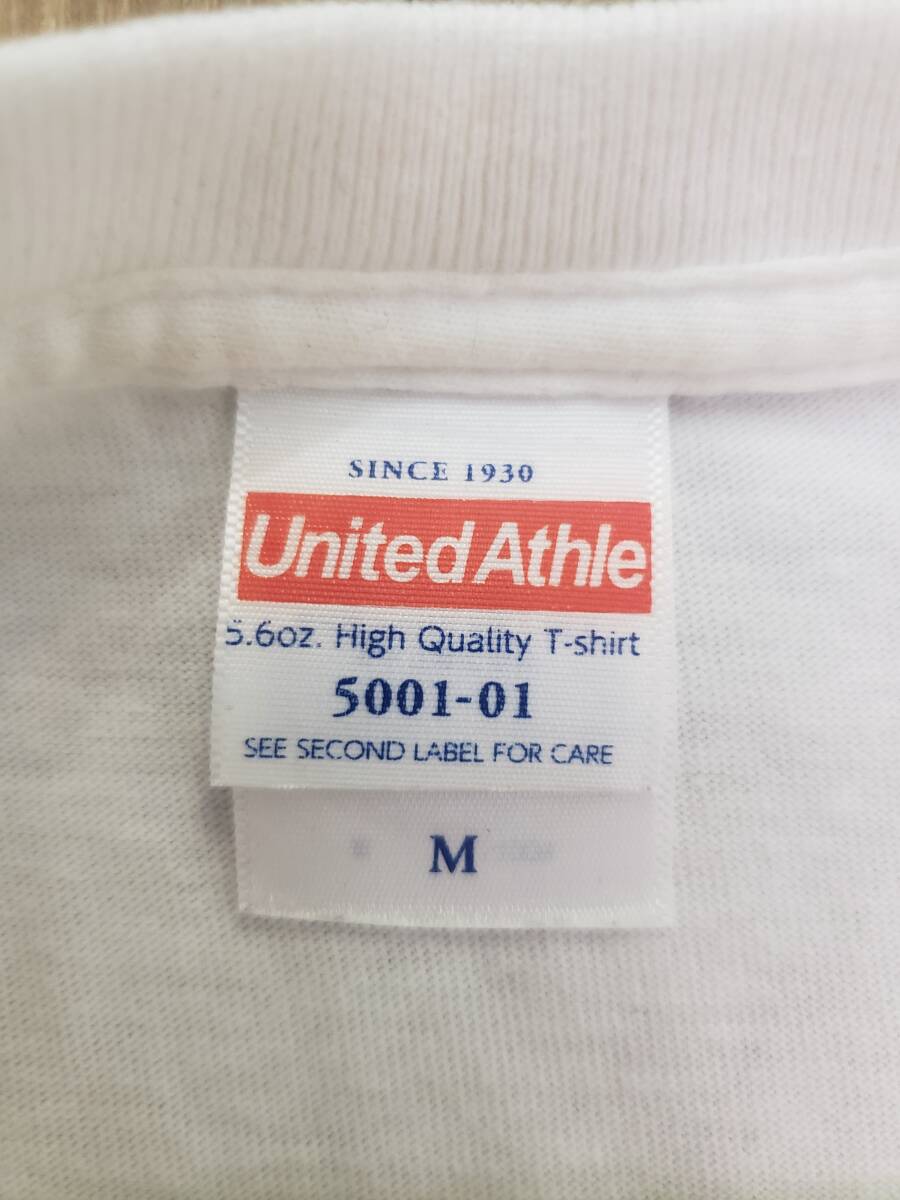 SINCE 1930
United Athle
5.6oz. High Quality T-shirt
5001-01
SEE SECOND LABEL FOR CARE
M